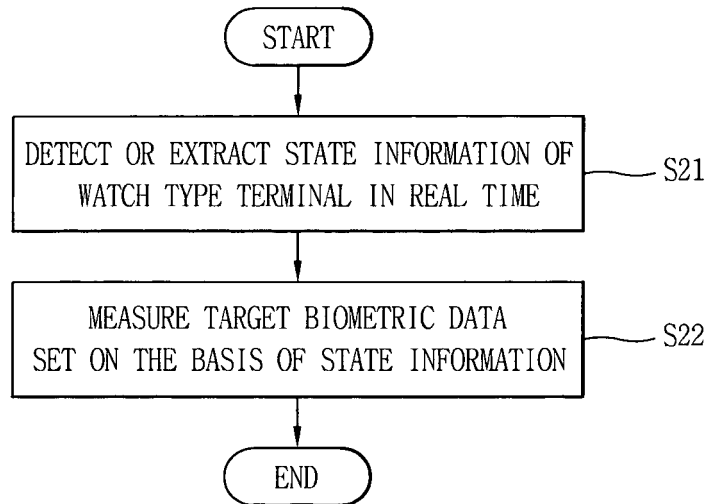 START
DETECT OR EXTRACT STATE INFORMATION OF
WATCH TYPE TERMINAL IN REAL TIME
S21
MEASURE TARGET BIOMETRIC DATA
SET ON THE BASIS OF STATE INFORMATION
S22
END